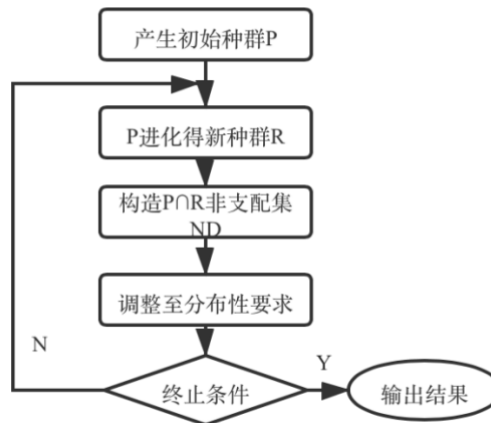 产生初始种群P
P进化得新种群R
构造P∩R非支配集
ND
调整至分布性要求
N
Y
终止条件
输出结果